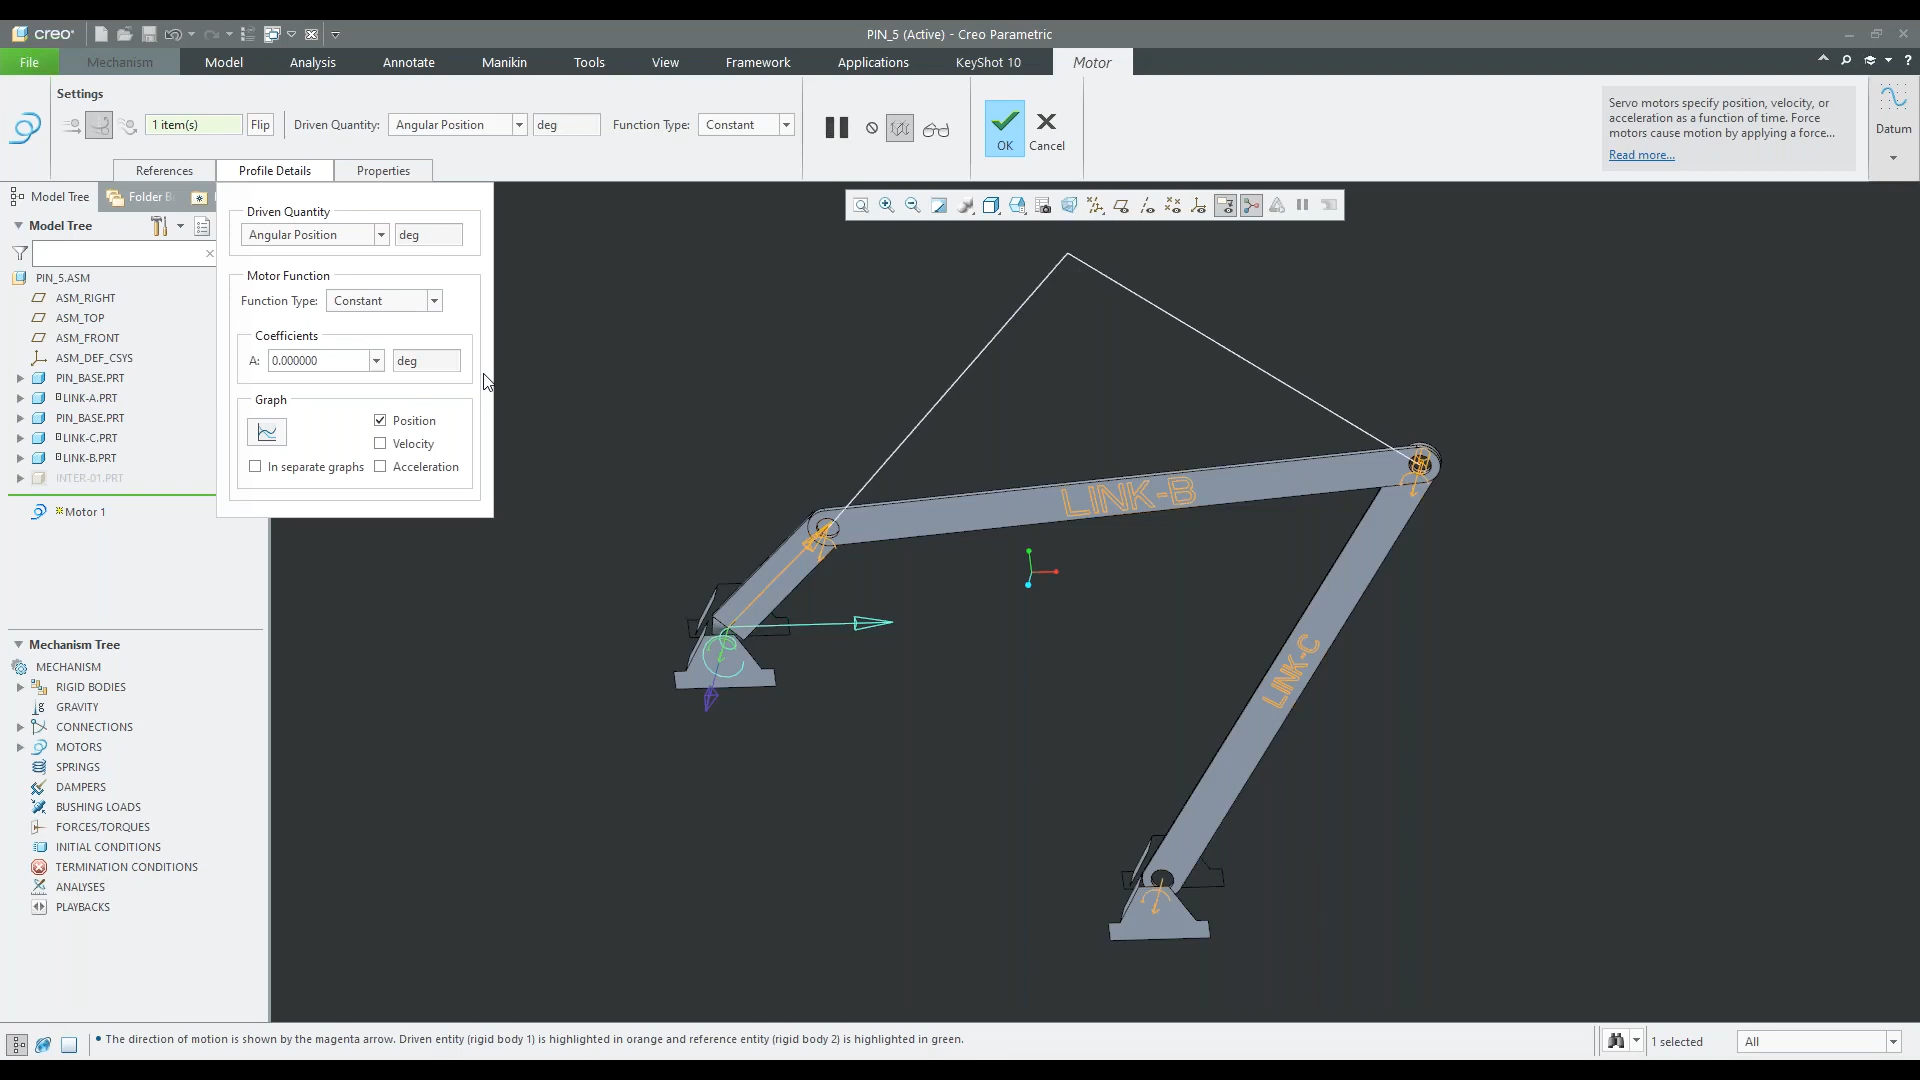 creo
PIN_5 (Active) - Creo Parametric
File Mechanism Model Analysis Annotate Manikin Tools View Framework Applications KeyShot 10 Motor
Settings
1 item(s) Flip Driven Quantity: Angular Position deg Function Type: Constant
OK Cancel
Servo motors specify position, velocity, or
acceleration as a function of time. Force
motors cause motion by applying a force...
Read more...
Datum
References Profile Details Properties
Model Tree Folder B
Model Tree
PIN_5.ASM
ASM_RIGHT
ASM_TOP
ASM_FRONT
ASM_DEF_CSYS
PIN_BASE.PRT
LINK-A.PRT
PIN_BASE.PRT
LINK-C.PRT
LINK-B.PRT
INTER-01.PRT
Motor 1
Driven Quantity
Angular Position deg
Motor Function
Function Type: Constant
Coefficients
A: 0.000000 deg
Graph
Position
Velocity
In separate graphs Acceleration
LINK-B
LINK-C
Mechanism Tree
MECHANISM
RIGID BODIES
GRAVITY
CONNECTIONS
MOTORS
SPRINGS
DAMPERS
BUSHING LOADS
FORCES/TORQUES
INITIAL CONDITIONS
TERMINATION CONDITIONS
ANALYSES
PLAYBACKS
• The direction of motion is shown by the magenta arrow. Driven entity (rigid body 1) is highlighted in orange and reference entity (rigid body 2) is highlighted in green.
1 selected All